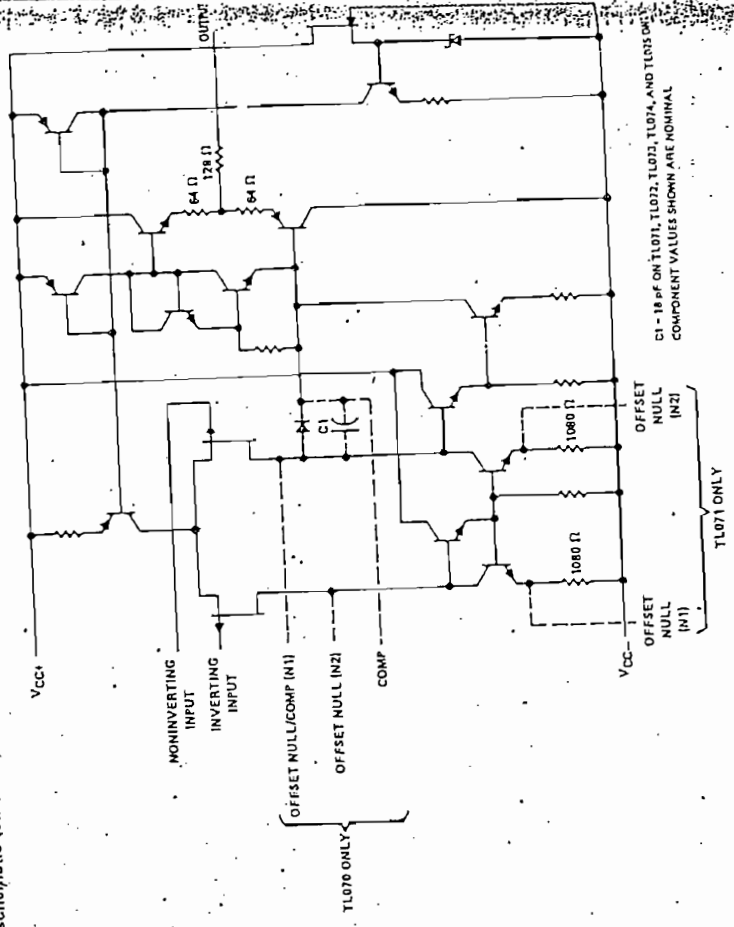 VCC+
NONINVERTING
INPUT
INVERTING
INPUT
OFFSET NULL/COMP (N1)
OFFSET NULL (N2)
COMP
TL070 ONLY
64 Ω
128 Ω
64 Ω
C1
1080 Ω
1080 Ω
VCC−
OFFSET
NULL
(N1)
OFFSET
NULL
(N2)
TL071 ONLY
C1 = 18 pF ON TL071, TL072, TL073, TL074, AND TL075
COMPONENT VALUES SHOWN ARE NOMINAL